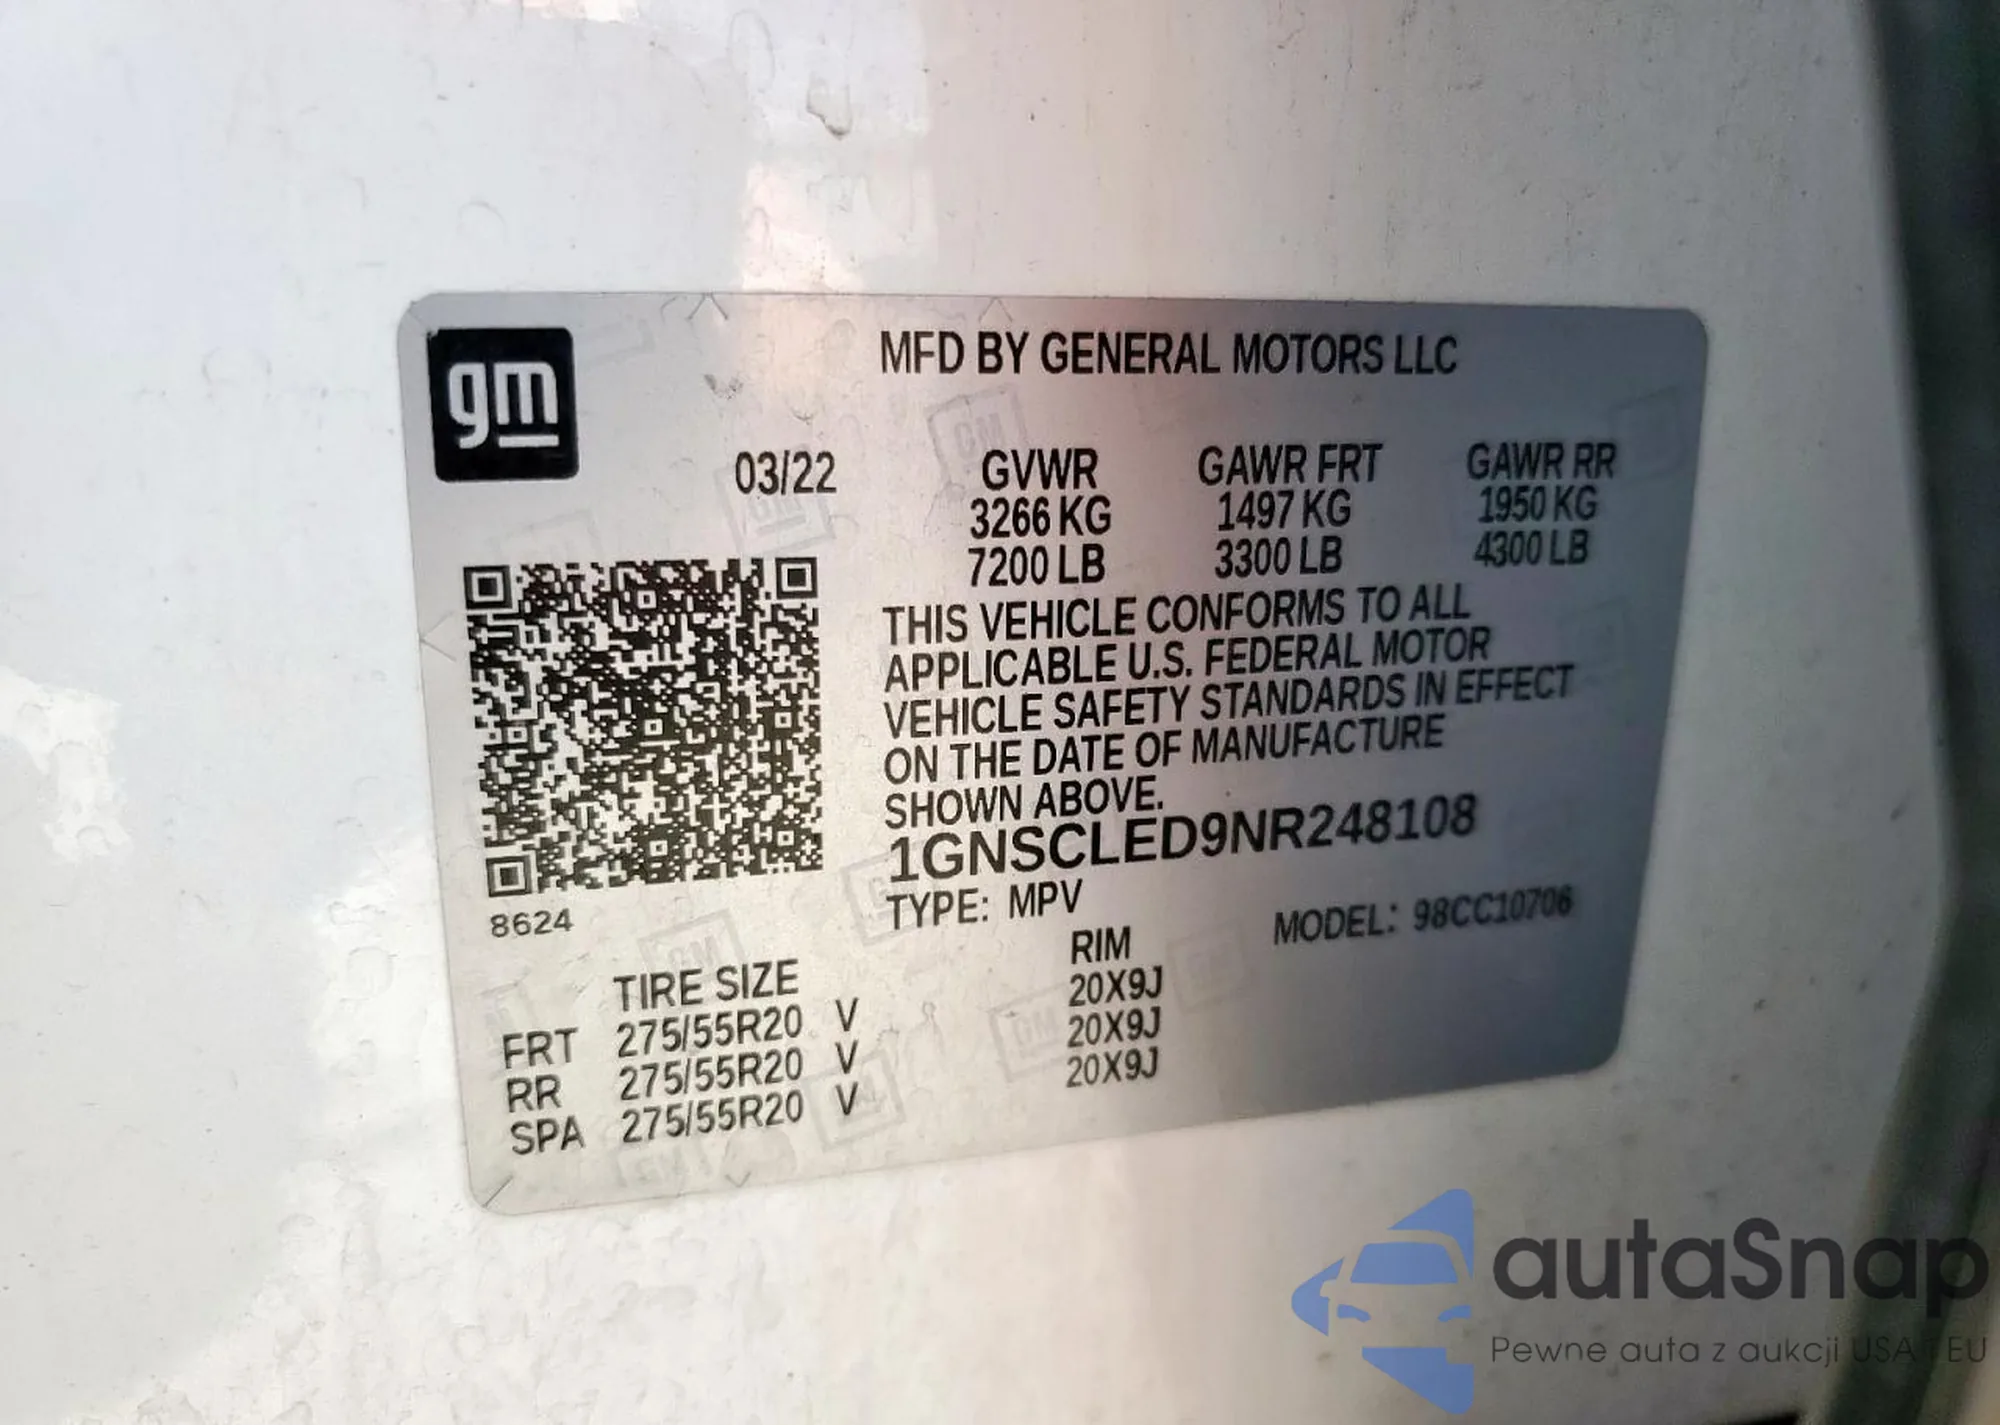 gm
MFD BY GENERAL MOTORS LLC
03/22 GVWR GAWR FRT GAWR RR
3266 KG 1497 KG 1950 KG
7200 LB 3300 LB 4300 LB
THIS VEHICLE CONFORMS TO ALL
APPLICABLE U.S. FEDERAL MOTOR
VEHICLE SAFETY STANDARDS IN EFFECT
ON THE DATE OF MANUFACTURE
SHOWN ABOVE.
1GNSCLED9NR248108
TYPE: MPV MODEL: 98CC10706
8624
TIRE SIZE RIM
FRT 275/55R20 V 20X9J
RR 275/55R20 V 20X9J
SPA 275/55R20 V 20X9J
autaSnap
Pewne auta z aukcji USA i EU